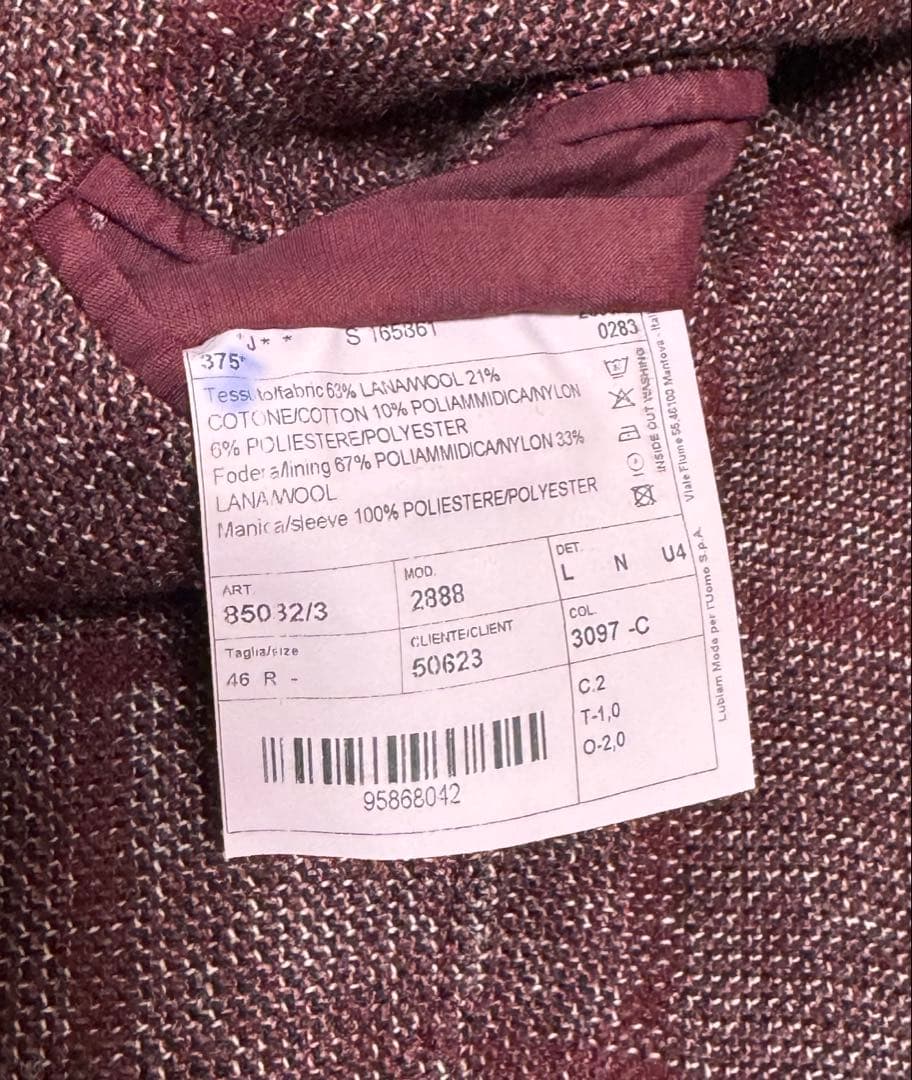 J* * S 165361
0283
375*
Tessuto/fabric 63% LANA/WOOL 21%
COTONE/COTTON 10% POLIAMMIDICA/NYLON
6% POLIESTERE/POLYESTER
Fodera/lining 67% POLIAMMIDICA/NYLON 33%
LANA/WOOL
Manica/sleeve 100% POLIESTERE/POLYESTER
INSIDE OUT WASHING
Viale Fiume 55,46100 Mantova - Ital
Lubiam Moda per l'Uomo S.p.A
ART.
85032/3
MOD.
2888
DET.
L N U4
Taglia/size
46 R -
CLIENTE/CLIENT
50623
COL.
3097 -C
C.2
T-1,0
O-2,0
95868042